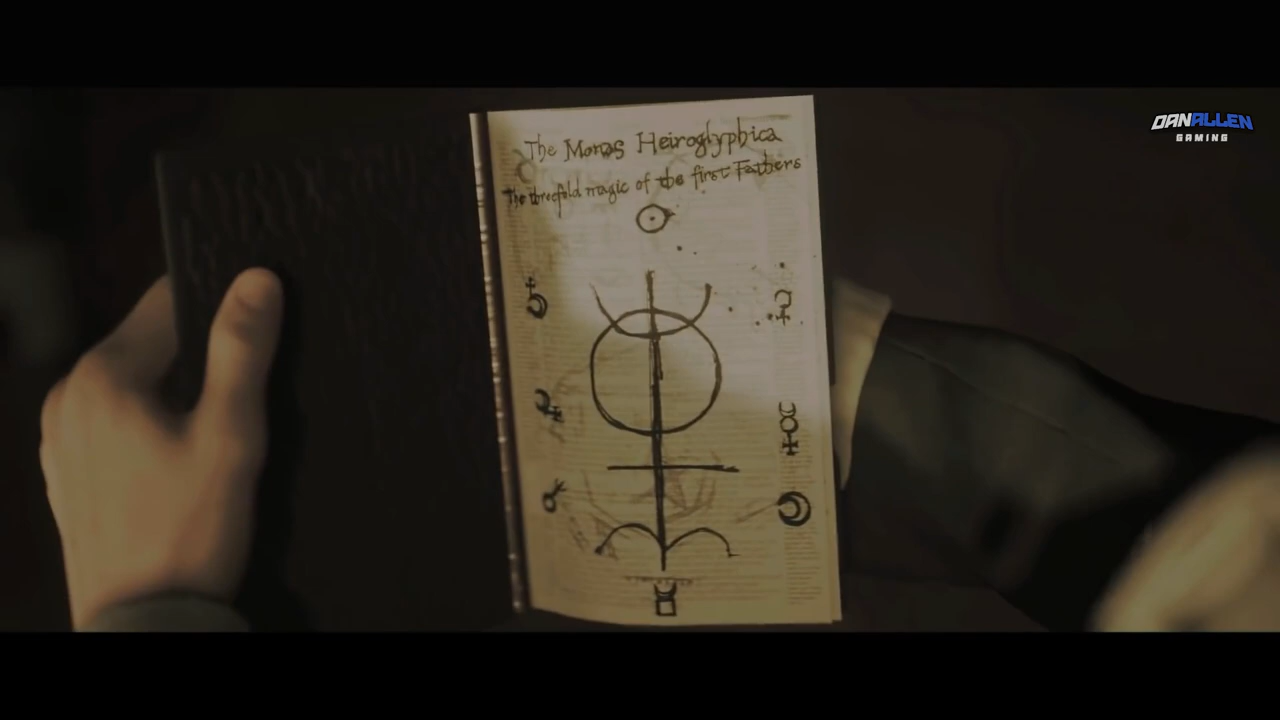 The Monas Heiroglyphica
The threefold magic of the first Fathers
DANALLEN
GAMING